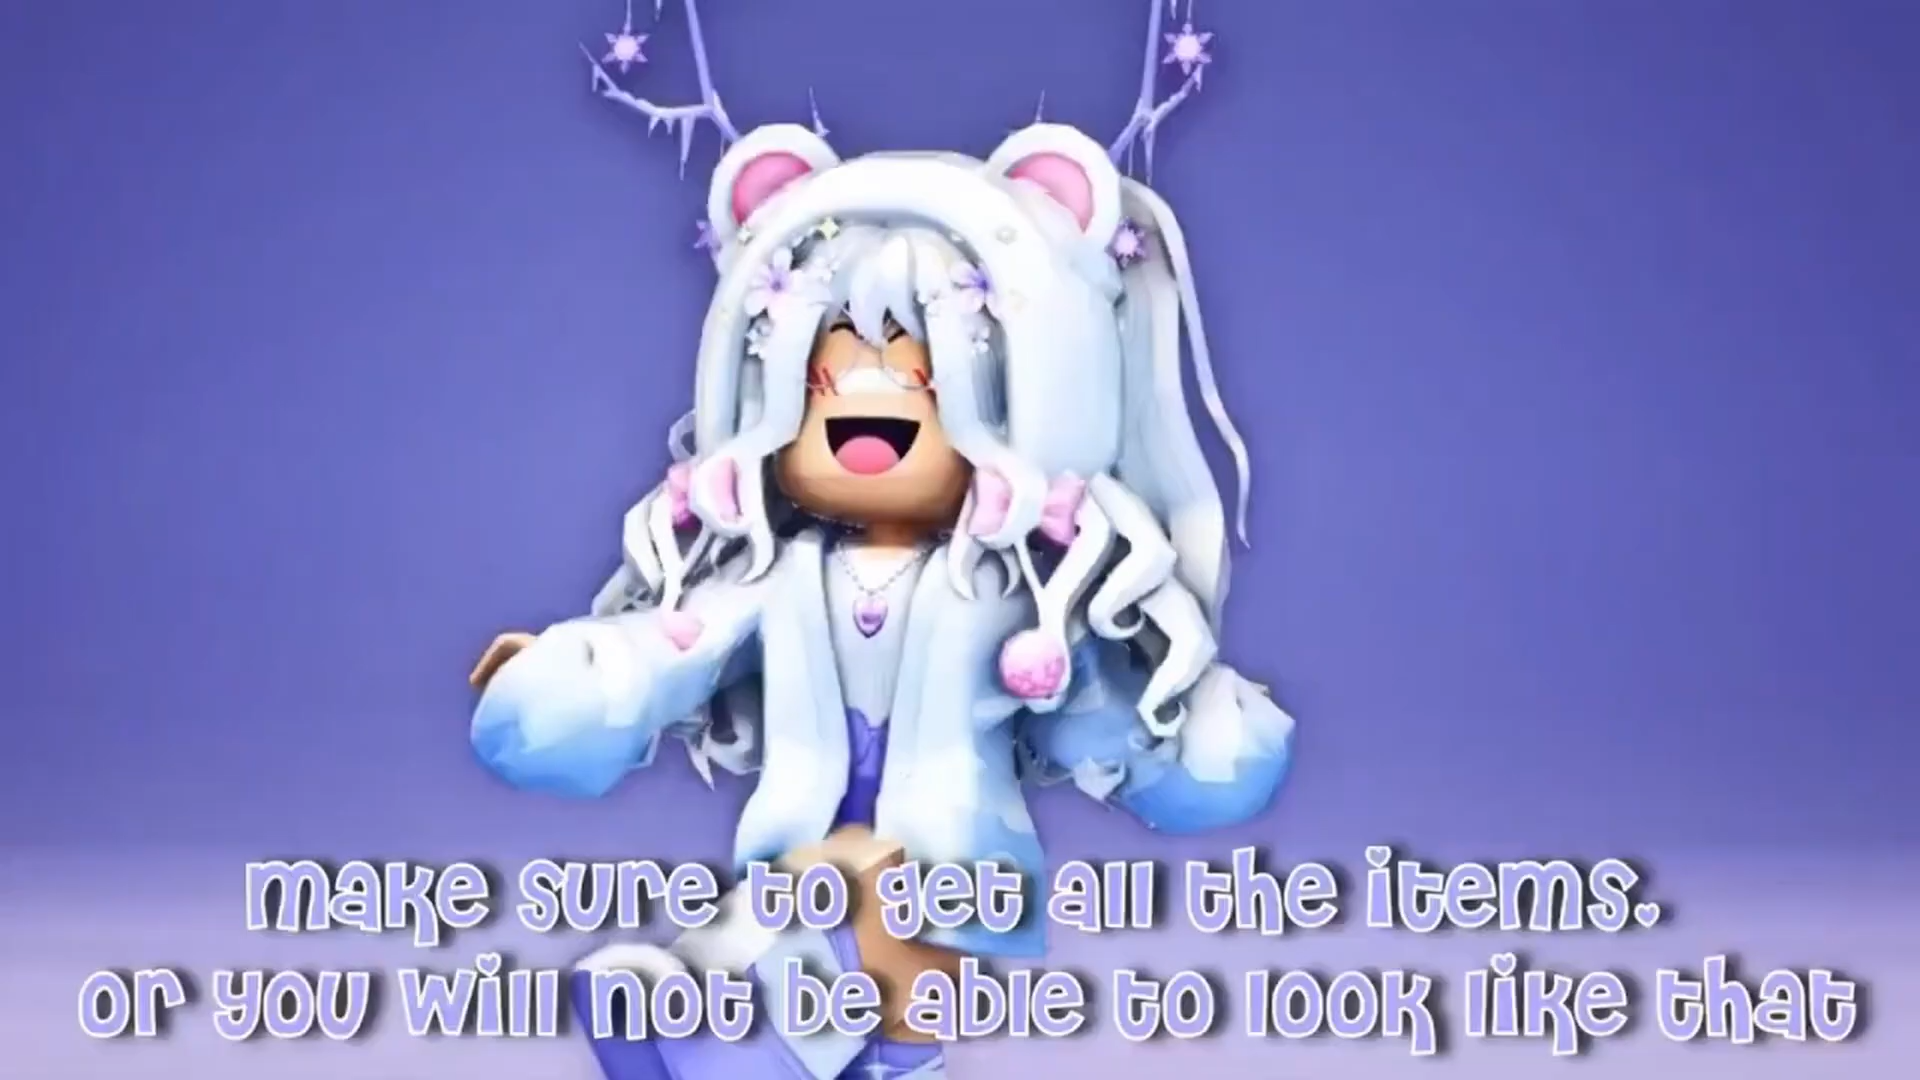 make sure to get all the items.
or you will not be able to look like that